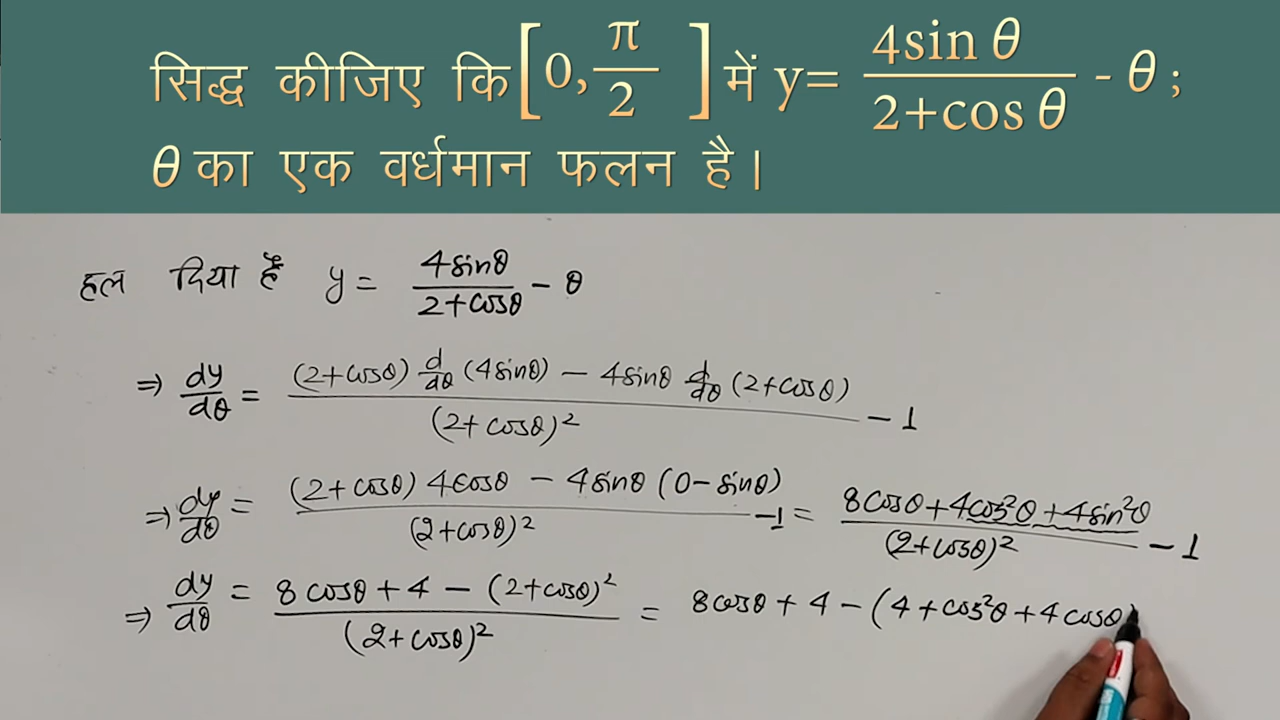 सिद्ध कीजिए कि [0, π/2] में y= 4sin θ / 2+cos θ - θ ;
θ का एक वर्धमान फलन है |
हल दिया है y = 4sinθ / 2+cosθ - θ
⇒ dy/dθ = (2+cosθ) d/dθ (4sinθ) - 4sinθ d/dθ (2+cosθ) / (2+cosθ)² - 1
⇒ dy/dθ = (2+cosθ) 4cosθ - 4sinθ (0-sinθ) / (2+cosθ)² - 1 = 8cosθ+4cos²θ+4sin²θ / (2+cosθ)² - 1
⇒ dy/dθ = 8cosθ+4 - (2+cosθ)² / (2+cosθ)² = 8cosθ + 4 - (4+cos²θ+4cosθ)